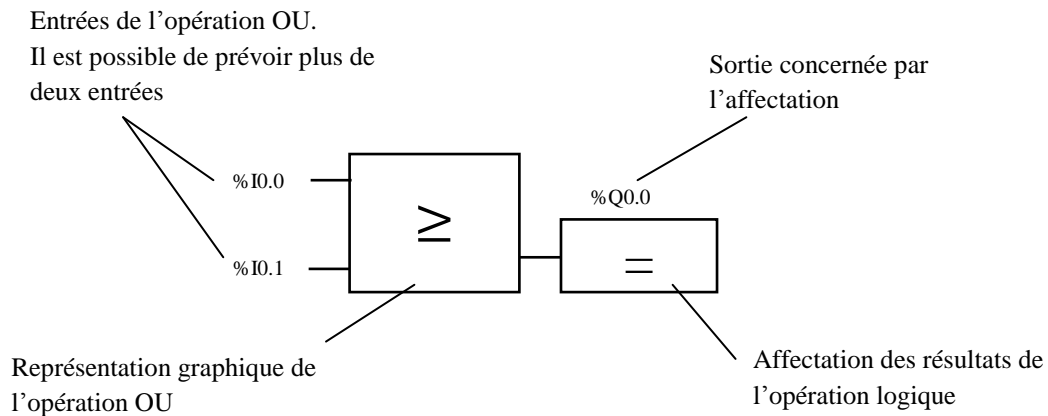 Entrées de l’opération OU.
Il est possible de prévoir plus de
deux entrées
Sortie concernée par
l’affectation
%I0.0
≥
%Q0.0
%I0.1
=
Représentation graphique de
l’opération OU
Affectation des résultats de
l’opération logique